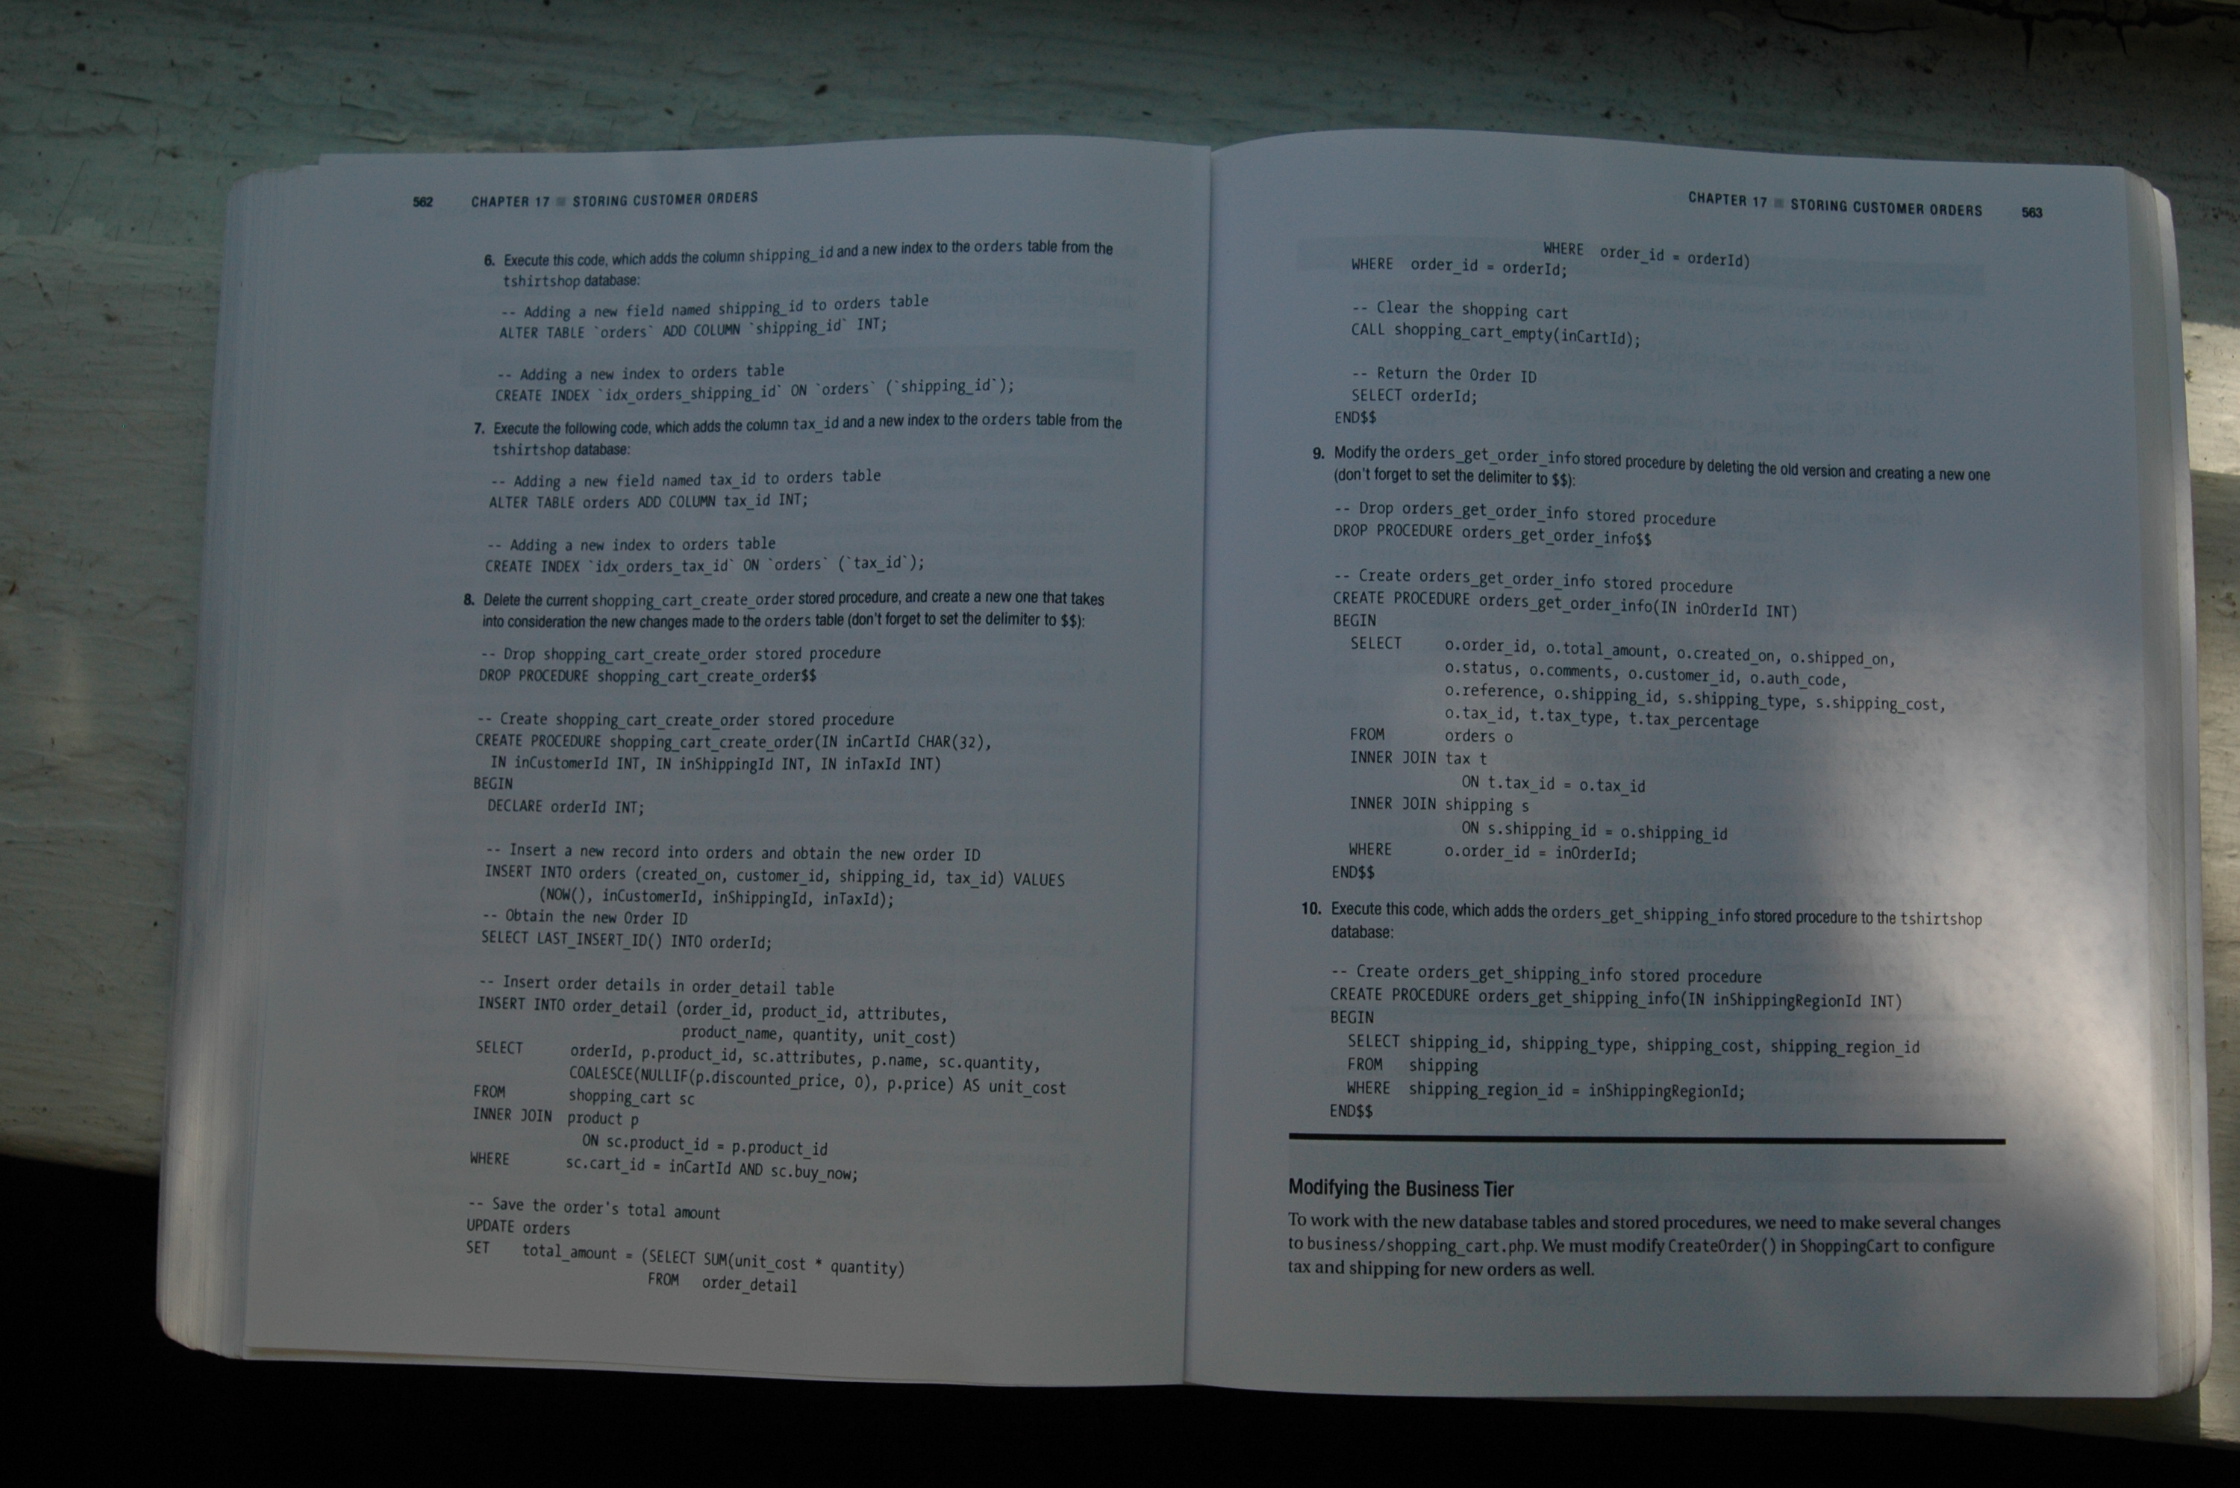 562 CHAPTER 17 ■ STORING CUSTOMER ORDERS
6. Execute this code, which adds the column shipping_id and a new index to the orders table from the
tshirtshop database:
-- Adding a new field named shipping_id to orders table
ALTER TABLE `orders` ADD COLUMN `shipping_id` INT;
-- Adding a new index to orders table
CREATE INDEX `idx_orders_shipping_id` ON `orders` (`shipping_id`);
7. Execute the following code, which adds the column tax_id and a new index to the orders table from the
tshirtshop database:
-- Adding a new field named tax_id to orders table
ALTER TABLE orders ADD COLUMN tax_id INT;
-- Adding a new index to orders table
CREATE INDEX `idx_orders_tax_id` ON `orders` (`tax_id`);
8. Delete the current shopping_cart_create_order stored procedure, and create a new one that takes
into consideration the new changes made to the orders table (don't forget to set the delimiter to $$):
-- Drop shopping_cart_create_order stored procedure
DROP PROCEDURE shopping_cart_create_order$$
-- Create shopping_cart_create_order stored procedure
CREATE PROCEDURE shopping_cart_create_order(IN inCartId CHAR(32),
IN inCustomerId INT, IN inShippingId INT, IN inTaxId INT)
BEGIN
DECLARE orderId INT;
-- Insert a new record into orders and obtain the new order ID
INSERT INTO orders (created_on, customer_id, shipping_id, tax_id) VALUES
(NOW(), inCustomerId, inShippingId, inTaxId);
-- Obtain the new Order ID
SELECT LAST_INSERT_ID() INTO orderId;
-- Insert order details in order_detail table
INSERT INTO order_detail (order_id, product_id, attributes,
product_name, quantity, unit_cost)
SELECT orderId, p.product_id, sc.attributes, p.name, sc.quantity,
COALESCE(NULLIF(p.discounted_price, 0), p.price) AS unit_cost
FROM shopping_cart sc
INNER JOIN product p
ON sc.product_id = p.product_id
WHERE sc.cart_id = inCartId AND sc.buy_now;
-- Save the order's total amount
UPDATE orders
SET total_amount = (SELECT SUM(unit_cost * quantity)
FROM order_detail
CHAPTER 17 ■ STORING CUSTOMER ORDERS 563
WHERE order_id = orderId)
WHERE order_id = orderId;
-- Clear the shopping cart
CALL shopping_cart_empty(inCartId);
-- Return the Order ID
SELECT orderId;
END$$
9. Modify the orders_get_order_info stored procedure by deleting the old version and creating a new one
(don't forget to set the delimiter to $$):
-- Drop orders_get_order_info stored procedure
DROP PROCEDURE orders_get_order_info$$
-- Create orders_get_order_info stored procedure
CREATE PROCEDURE orders_get_order_info(IN inOrderId INT)
BEGIN
SELECT o.order_id, o.total_amount, o.created_on, o.shipped_on,
o.status, o.comments, o.customer_id, o.auth_code,
o.reference, o.shipping_id, s.shipping_type, s.shipping_cost,
o.tax_id, t.tax_type, t.tax_percentage
FROM orders o
INNER JOIN tax t
ON t.tax_id = o.tax_id
INNER JOIN shipping s
ON s.shipping_id = o.shipping_id
WHERE o.order_id = inOrderId;
END$$
10. Execute this code, which adds the orders_get_shipping_info stored procedure to the tshirtshop
database:
-- Create orders_get_shipping_info stored procedure
CREATE PROCEDURE orders_get_shipping_info(IN inShippingRegionId INT)
BEGIN
SELECT shipping_id, shipping_type, shipping_cost, shipping_region_id
FROM shipping
WHERE shipping_region_id = inShippingRegionId;
END$$
Modifying the Business Tier
To work with the new database tables and stored procedures, we need to make several changes
to business/shopping_cart.php. We must modify CreateOrder() in ShoppingCart to configure
tax and shipping for new orders as well.